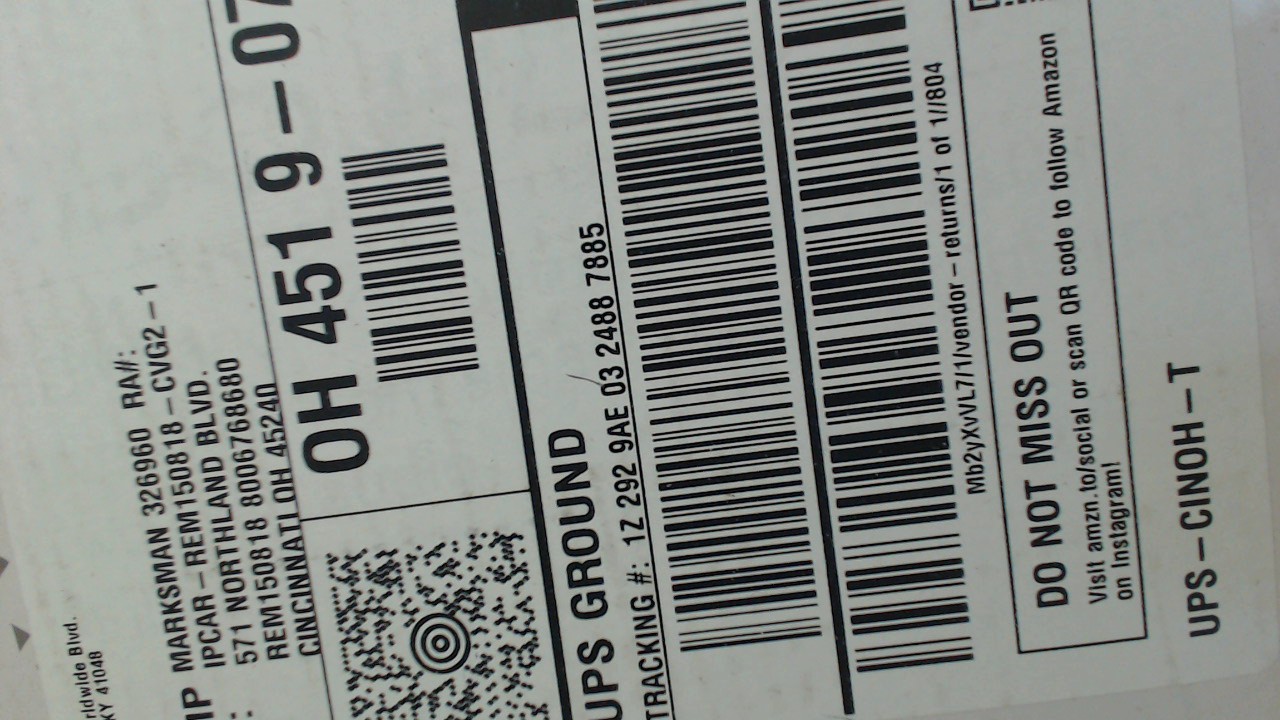 Blvd.
KY 41048
MARKSMAN 326960 RA#:
IPCAR-REM150818-CVG2-1
571 NORTHLAND BLVD.
REM150818 8006768680
CINCINNATI OH 45240
OH 451 9-07
UPS GROUND
TRACKING #: 1Z 292 9AE 03 2488 7885
Mb2yXvVL7/1/vendor-returns/1 of 1//804
DO NOT MISS OUT
Visit amzn.to/social or scan QR code to follow Amazon
on Instagram!
UPS-CINOH-T